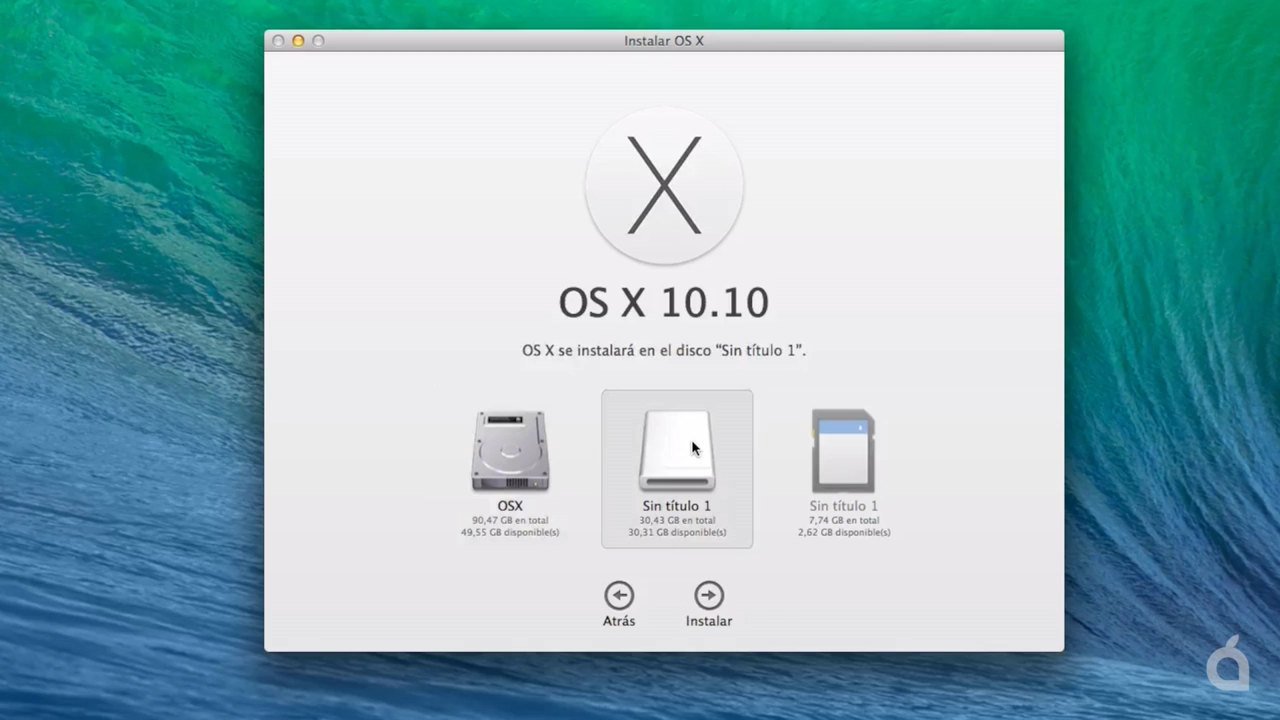 Instalar OS X
OS X 10.10
OS X se instalará en el disco “Sin título 1”.
OSX
90,47 GB en total
49,55 GB disponible(s)
Sin título 1
30,43 GB en total
30,31 GB disponible(s)
Sin título 1
7,74 GB en total
2,62 GB disponible(s)
Atrás
Instalar